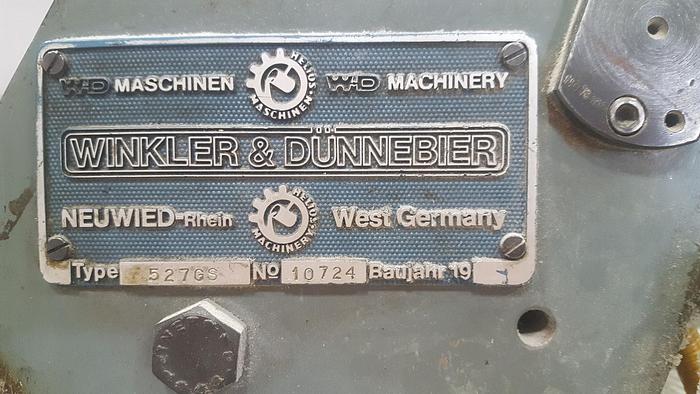 W+D MASCHINEN HELIOS MASCHINEN W+D MACHINERY
WINKLER & DÜNNEBIER
NEUWIED-Rhein HELIOS MACHINERY West Germany
Type 527GS No 10724 Baujahr 19